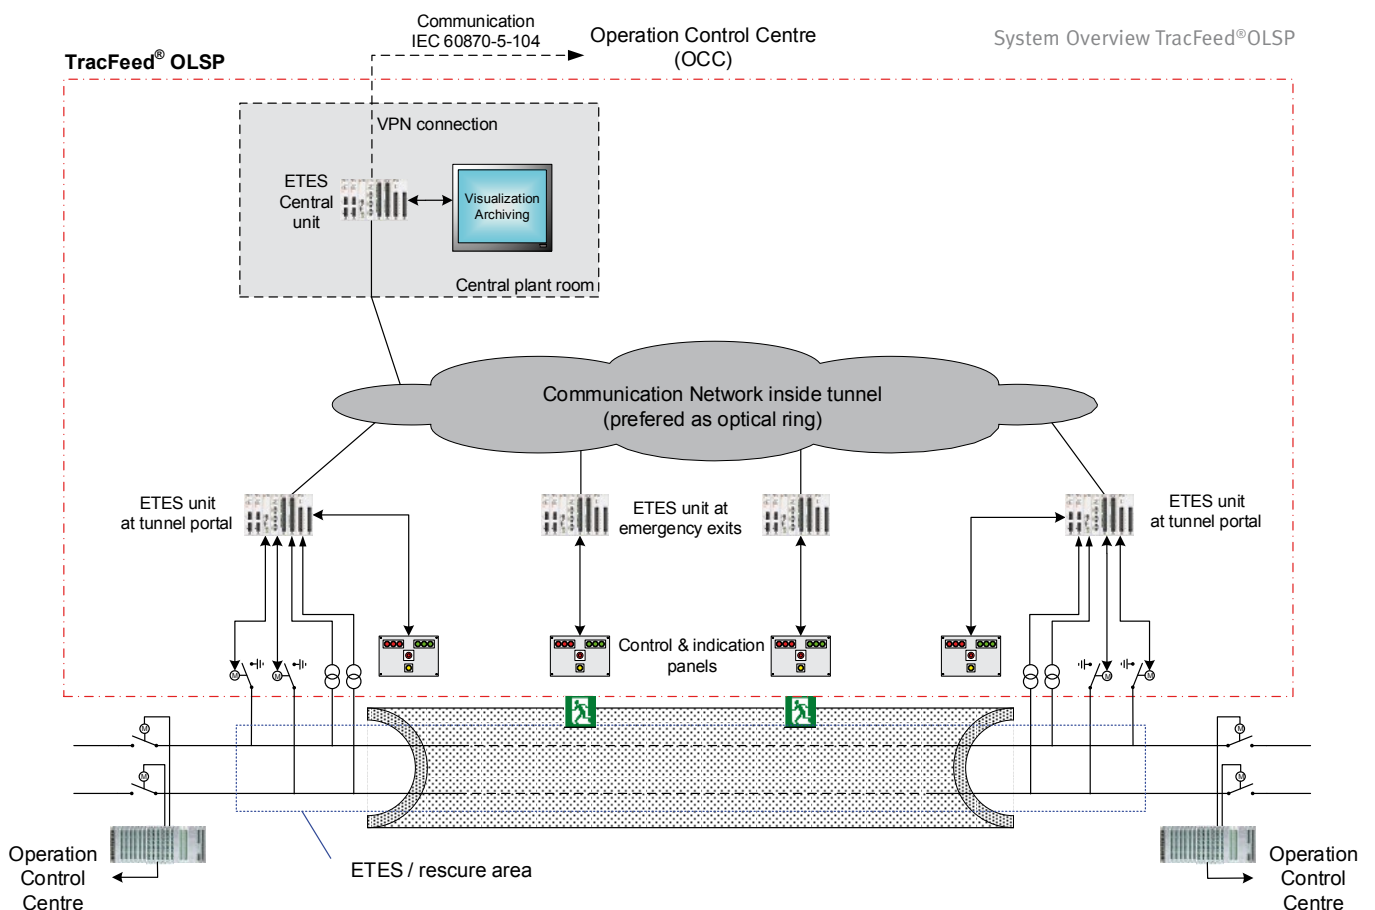 Communication
IEC 60870-5-104
Operation Control Centre
(OCC)
System Overview TracFeed®OLSP
TracFeed® OLSP
VPN connection
ETES
Central
unit
Visualization
Archiving
Central plant room
Communication Network inside tunnel
(prefered as optical ring)
ETES unit
at tunnel portal
ETES unit at
emergency exits
ETES unit
at tunnel portal
Control & indication
panels
M
M
M
M
M
M
M
M
ETES / rescure area
Operation
Control
Centre
Operation
Control
Centre